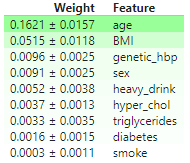 Weight Feature
0.1621 ± 0.0157 age
0.0515 ± 0.0118 BMI
0.0096 ± 0.0025 genetic_hbp
0.0091 ± 0.0025 sex
0.0052 ± 0.0038 heavy_drink
0.0037 ± 0.0013 hyper_chol
0.0033 ± 0.0035 triglycerides
0.0016 ± 0.0015 diabetes
0.0003 ± 0.0011 smoke